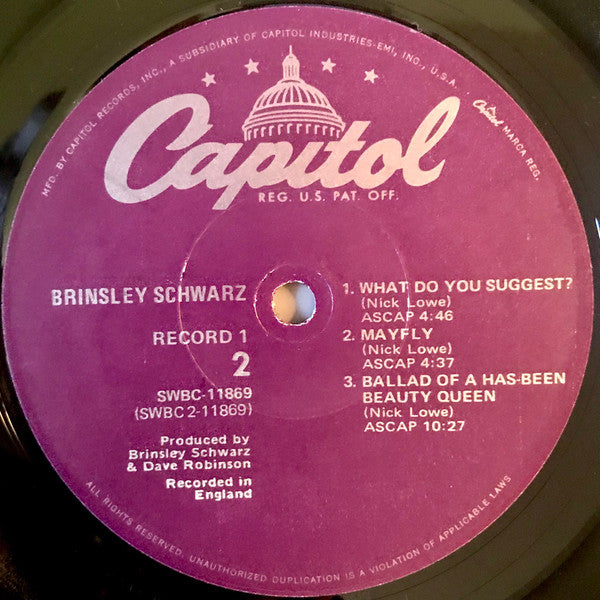 MFD. BY CAPITOL RECORDS, INC., A SUBSIDIARY OF CAPITOL INDUSTRIES-EMI, INC., U.S.A.
Capitol MARCA REG.
Capitol
REG. U.S. PAT. OFF.
BRINSLEY SCHWARZ
RECORD 1
2
SWBC-11869
(SWBC 2-11869)
Produced by
Brinsley Schwarz
& Dave Robinson
Recorded in
England
1. WHAT DO YOU SUGGEST?
(Nick Lowe)
ASCAP 4:46
2. MAYFLY
(Nick Lowe)
ASCAP 4:37
3. BALLAD OF A HAS-BEEN
BEAUTY QUEEN
(Nick Lowe)
ASCAP 10:27
ALL RIGHTS RESERVED. UNAUTHORIZED DUPLICATION IS A VIOLATION OF APPLICABLE LAWS